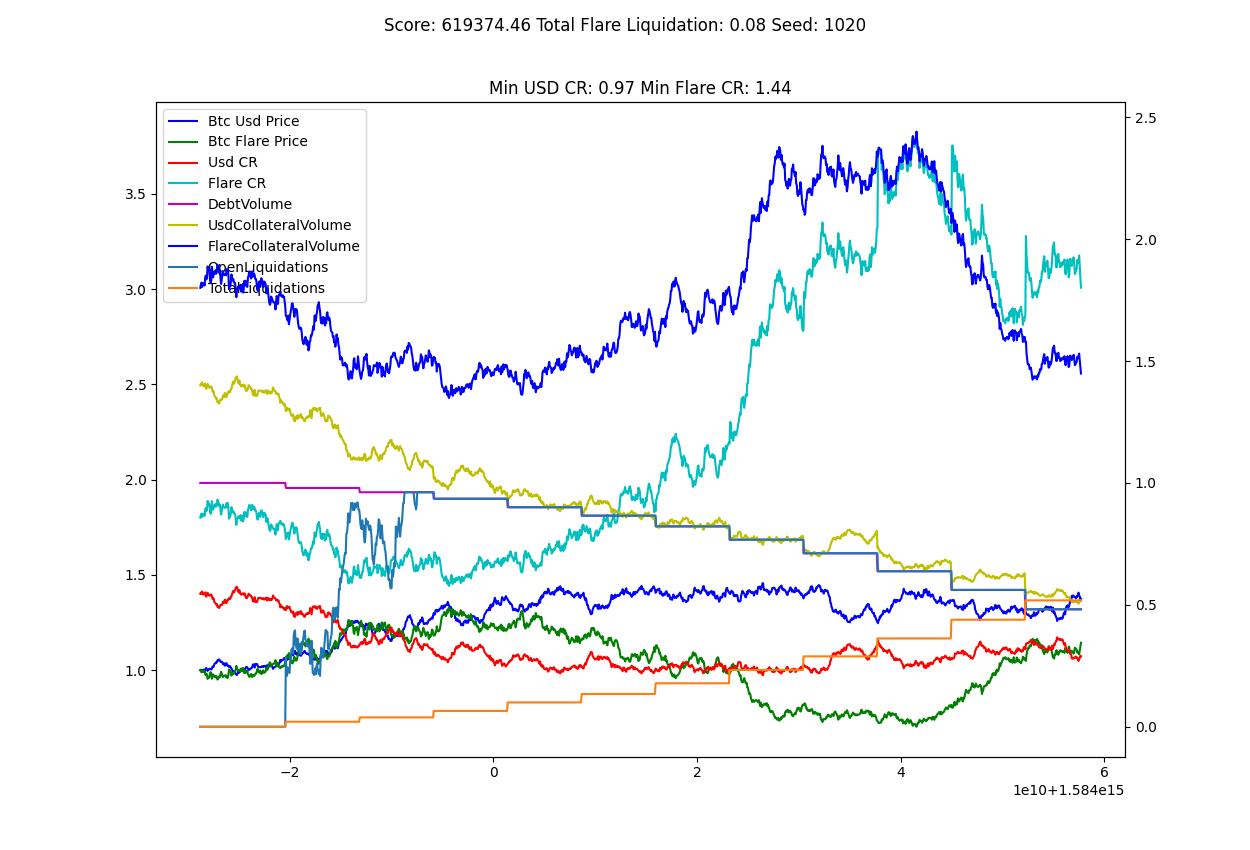 Score: 619374.46 Total Flare Liquidation: 0.08 Seed: 1020
Min USD CR: 0.97 Min Flare CR: 1.44
Btc Usd Price
Btc Flare Price
Usd CR
Flare CR
DebtVolume
UsdCollateralVolume
FlareCollateralVolume
OpenLiquidations
TotalLiquidations
3.5
3.0
2.5
2.0
1.5
1.0
2.5
2.0
1.5
1.0
0.5
0.0
−2 0 2 4 6
1e10+1.584e15